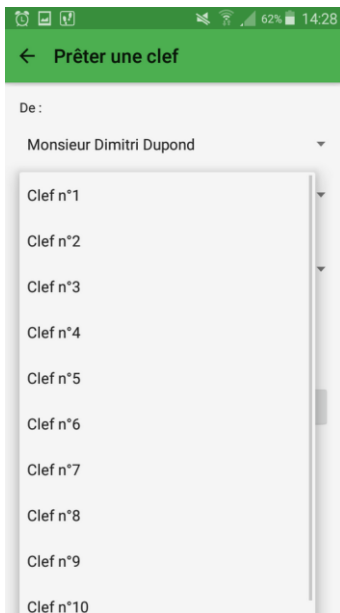 62% 14:28
Prêter une clef
De :
Monsieur Dimitri Dupond
Clef n°1
Clef n°2
Clef n°3
Clef n°4
Clef n°5
Clef n°6
Clef n°7
Clef n°8
Clef n°9
Clef n°10